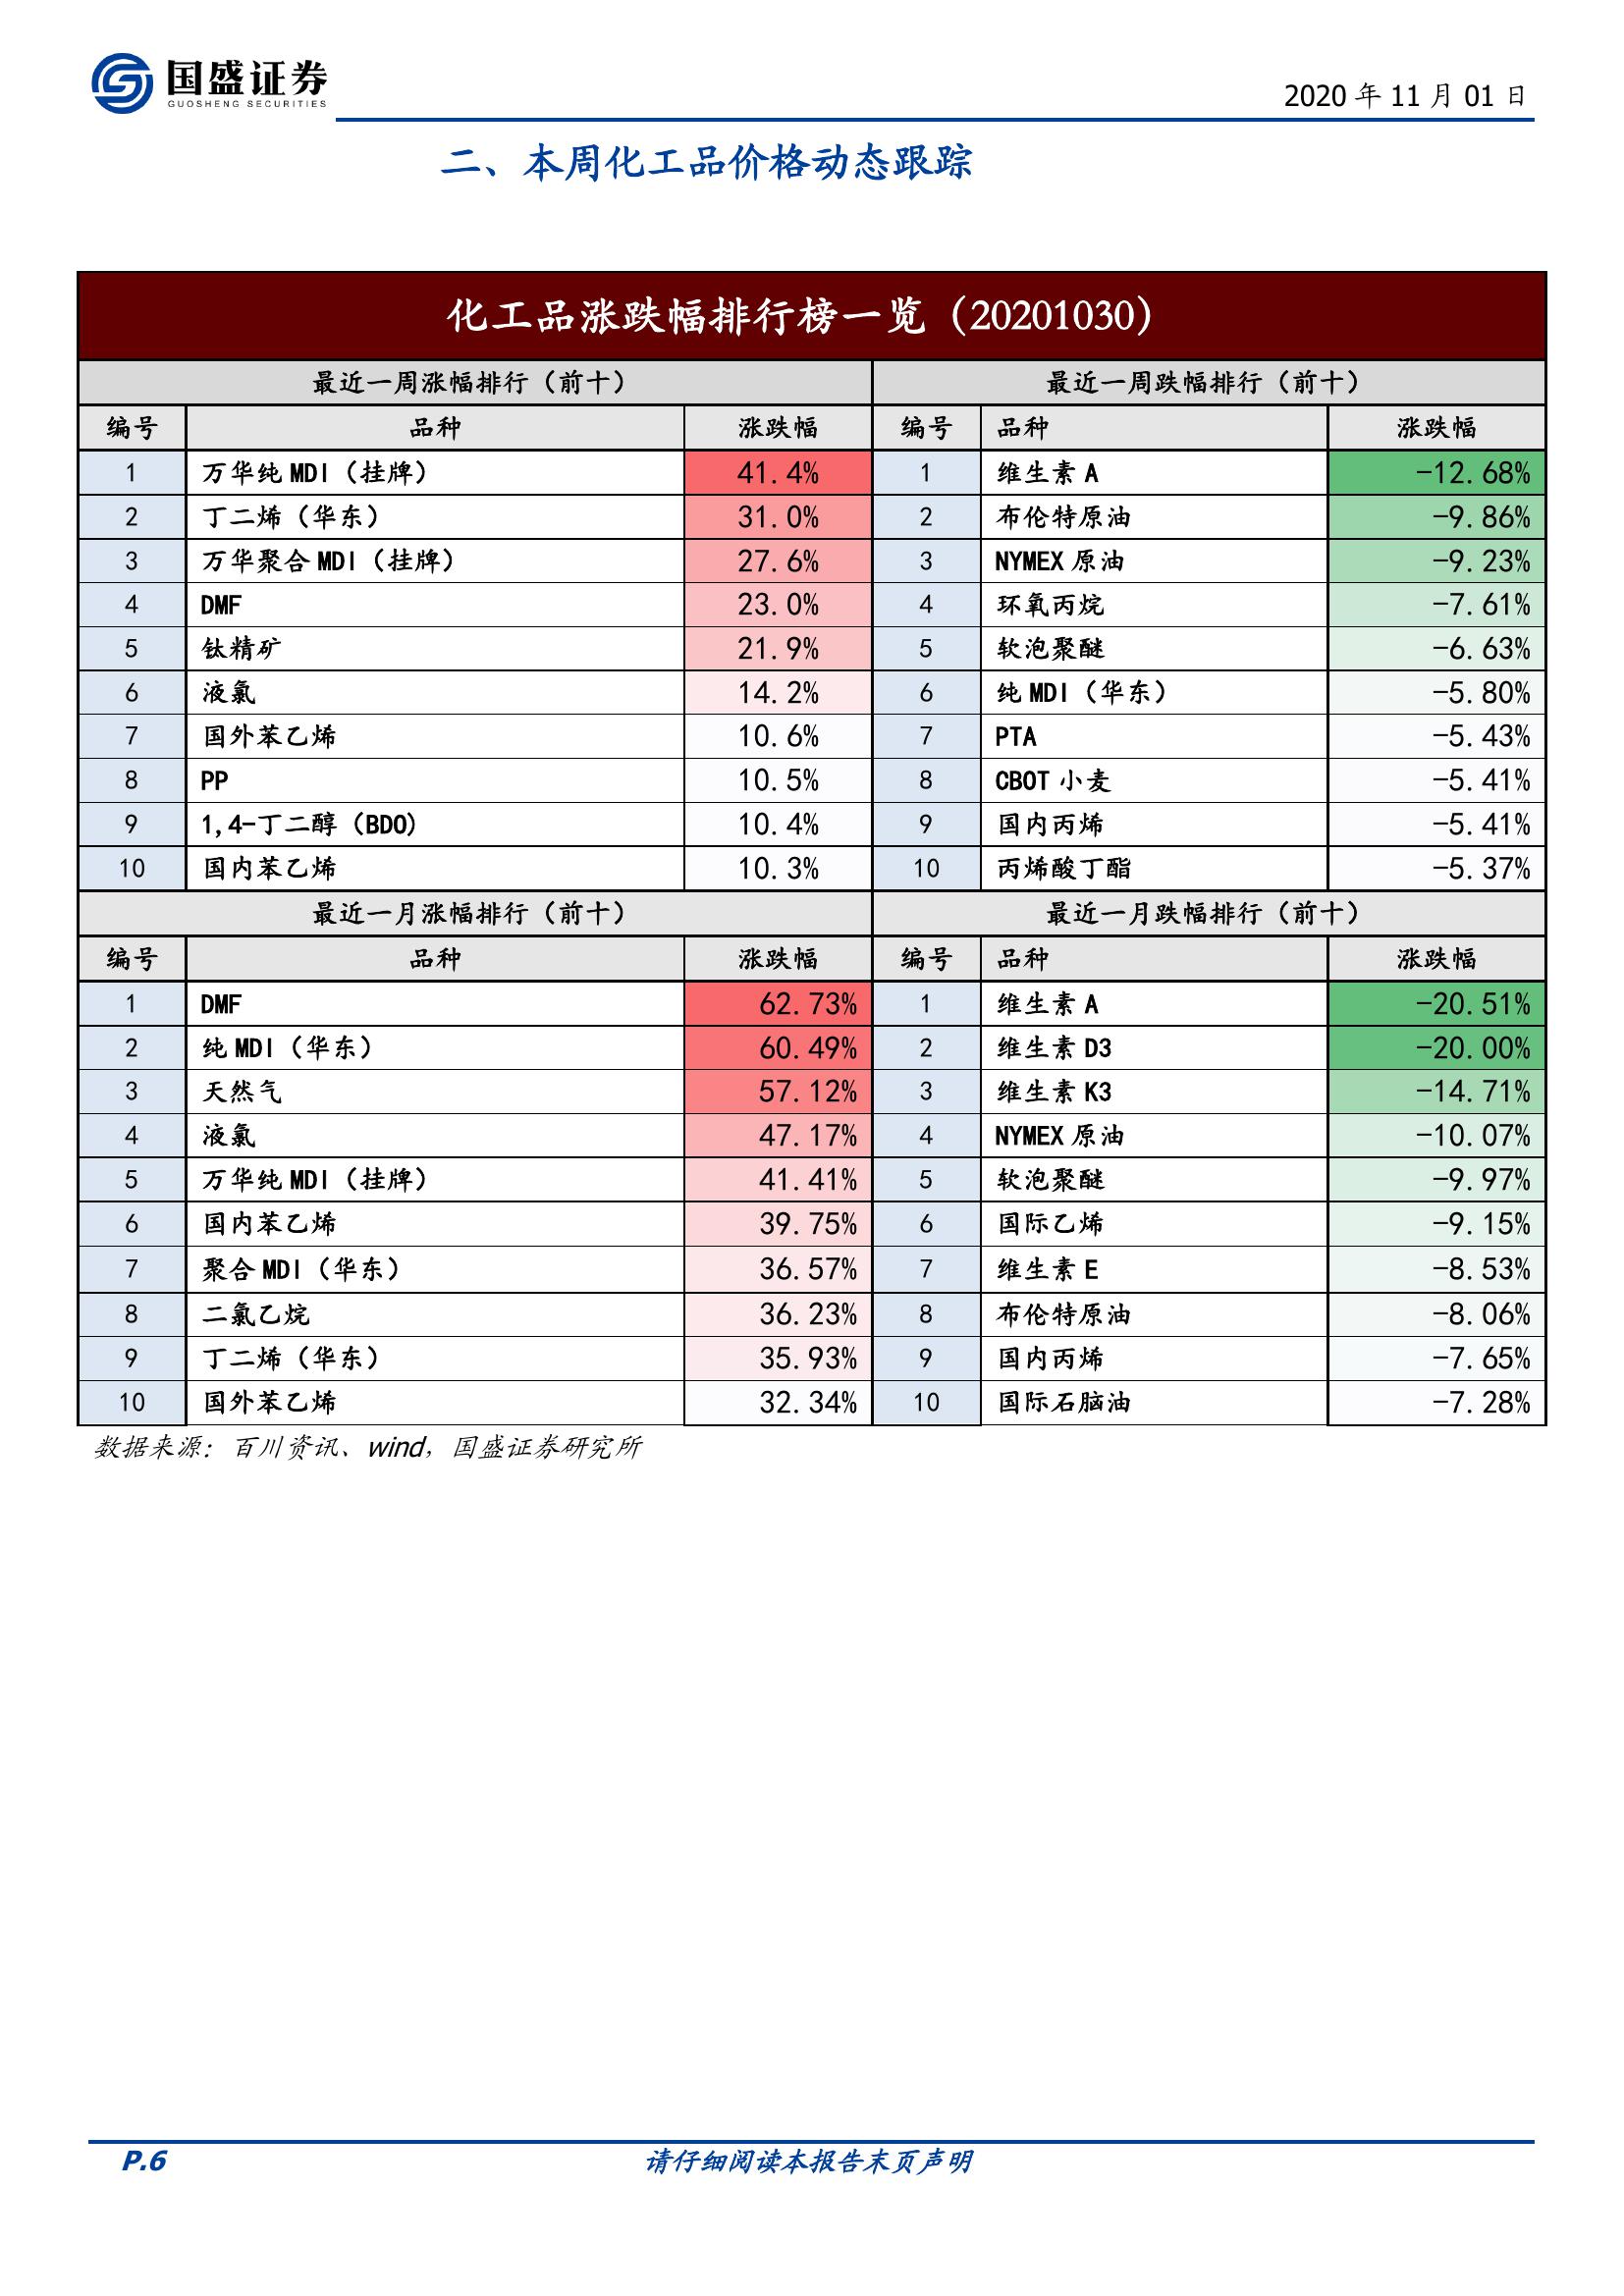 国盛证券
GUOSHENG SECURITIES
2020 年 11 月 01 日
二、本周化工品价格动态跟踪
化工品涨跌幅排行榜一览（20201030）
最近一周涨幅排行（前十） 最近一周跌幅排行（前十）
编号 品种 涨跌幅 编号 品种 涨跌幅
1 万华纯 MDI（挂牌） 41.4% 1 维生素 A -12.68%
2 丁二烯（华东） 31.0% 2 布伦特原油 -9.86%
3 万华聚合 MDI（挂牌） 27.6% 3 NYMEX 原油 -9.23%
4 DMF 23.0% 4 环氧丙烷 -7.61%
5 钛精矿 21.9% 5 软泡聚醚 -6.63%
6 液氯 14.2% 6 纯 MDI（华东） -5.80%
7 国外苯乙烯 10.6% 7 PTA -5.43%
8 PP 10.5% 8 CBOT 小麦 -5.41%
9 1,4-丁二醇（BDO) 10.4% 9 国内丙烯 -5.41%
10 国内苯乙烯 10.3% 10 丙烯酸丁酯 -5.37%
最近一月涨幅排行（前十） 最近一月跌幅排行（前十）
编号 品种 涨跌幅 编号 品种 涨跌幅
1 DMF 62.73% 1 维生素 A -20.51%
2 纯 MDI（华东） 60.49% 2 维生素 D3 -20.00%
3 天然气 57.12% 3 维生素 K3 -14.71%
4 液氯 47.17% 4 NYMEX 原油 -10.07%
5 万华纯 MDI（挂牌） 41.41% 5 软泡聚醚 -9.97%
6 国内苯乙烯 39.75% 6 国际乙烯 -9.15%
7 聚合 MDI（华东） 36.57% 7 维生素 E -8.53%
8 二氯乙烷 36.23% 8 布伦特原油 -8.06%
9 丁二烯（华东） 35.93% 9 国内丙烯 -7.65%
10 国外苯乙烯 32.34% 10 国际石脑油 -7.28%
数据来源：百川资讯、wind，国盛证券研究所
P.6 请仔细阅读本报告末页声明